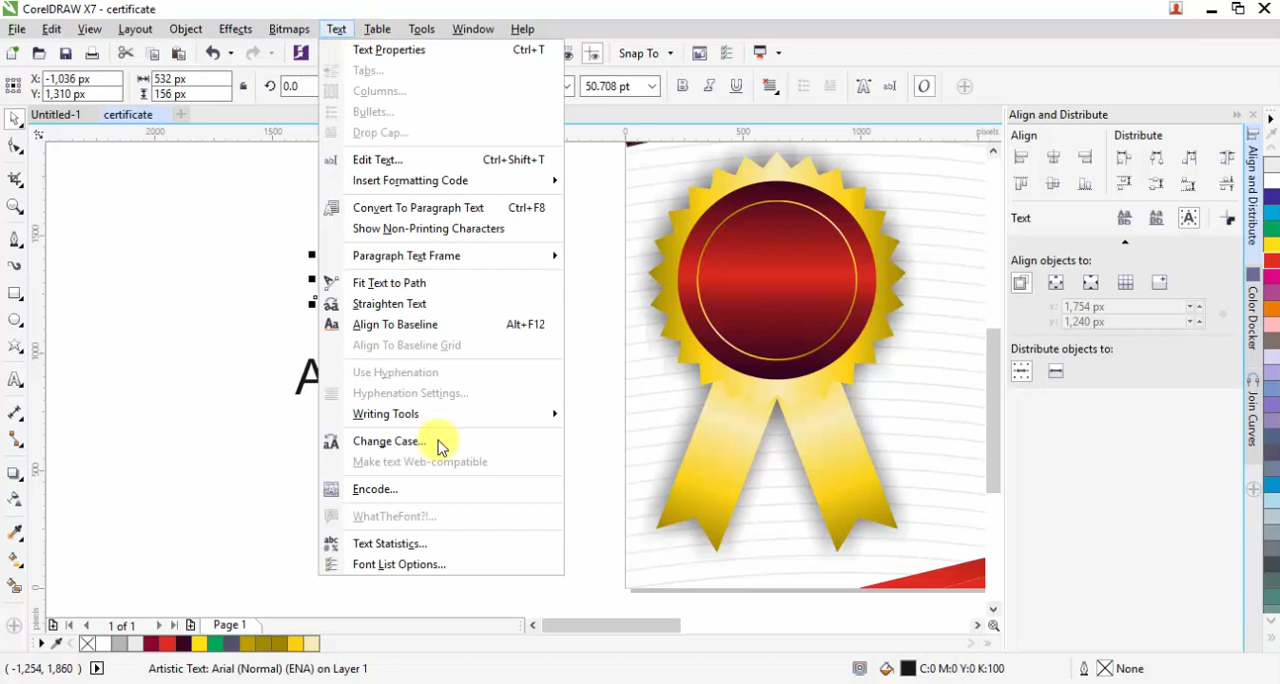 CorelDRAW X7 - certificate
File Edit View Layout Object Effects Bitmaps Text Table Tools Window Help
Snap To
X: -1,036 px
Y: 1,310 px
532 px
156 px
0.0
50.708 pt
Untitled-1 certificate
Text Properties Ctrl+T
Tabs...
Columns...
Bullets...
Drop Cap...
Edit Text... Ctrl+Shift+T
Insert Formatting Code
Convert To Paragraph Text Ctrl+F8
Show Non-Printing Characters
Paragraph Text Frame
Fit Text to Path
Straighten Text
Align To Baseline Alt+F12
Align To Baseline Grid
Use Hyphenation
Hyphenation Settings...
Writing Tools
Change Case...
Make text Web-compatible
Encode...
WhatTheFont?!...
Text Statistics...
Font List Options...
2000 1500 0 500 1000 pixels
1500
1000
500
0
pixels
A
Align and Distribute
Align Distribute
Text
Align objects to:
x: 1,754 px
y: 1,240 px
Distribute objects to:
Align and Distribute
Color Docker
Join Curves
1 of 1 Page 1
( -1,254, 1,860 ) Artistic Text: Arial (Normal) (ENA) on Layer 1 C:0 M:0 Y:0 K:100 None